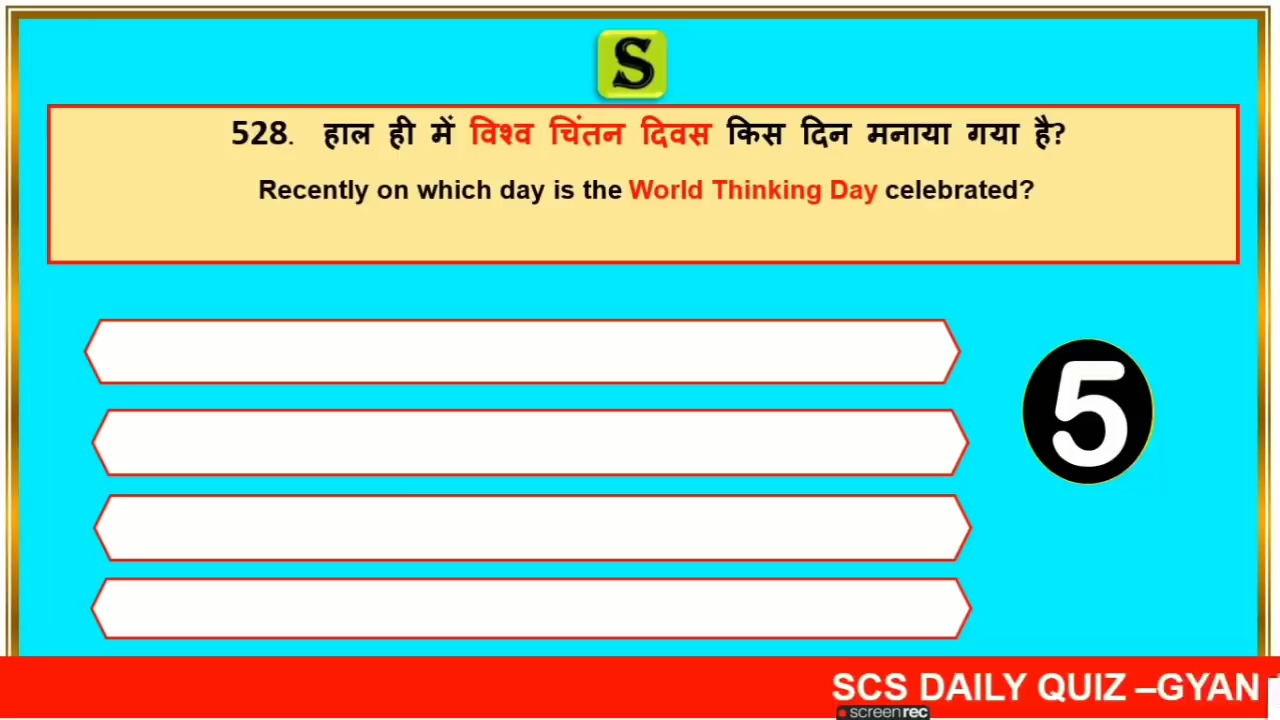 S
528. हाल ही में विश्व चिंतन दिवस किस दिन मनाया गया है?
Recently on which day is the World Thinking Day celebrated?
5
SCS DAILY QUIZ –GYAN
screenrec